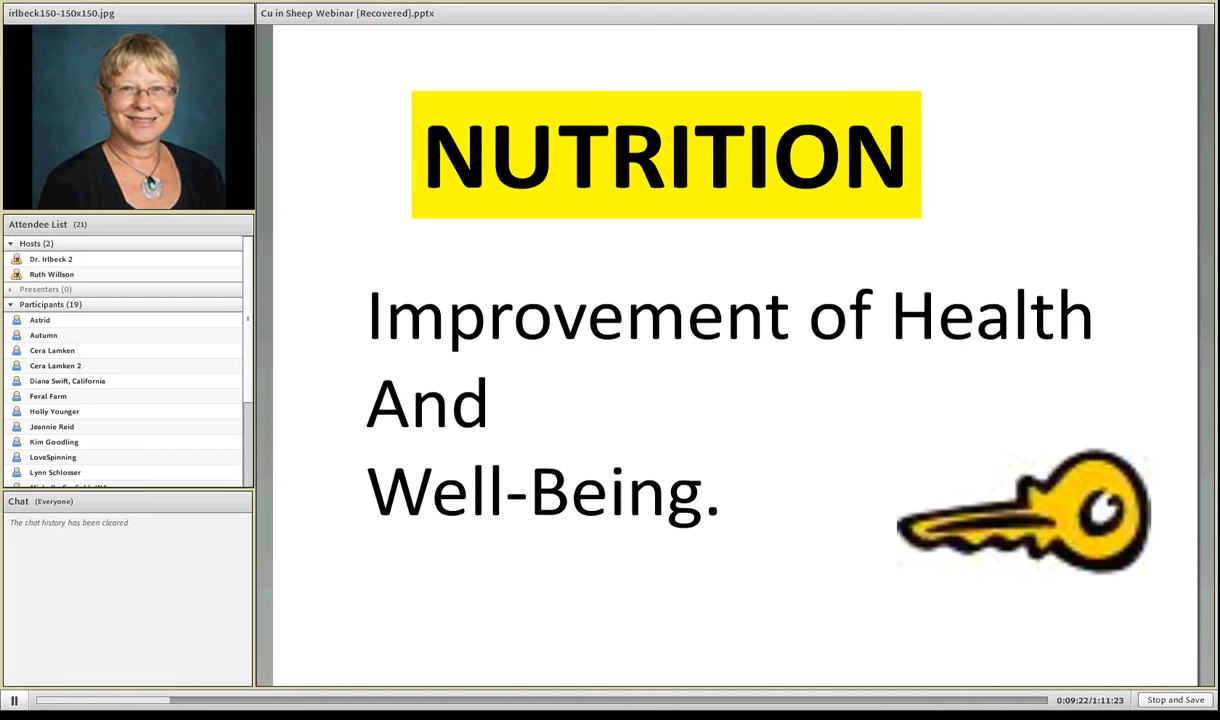 irlbeck150-150x150.jpg
Cu in Sheep Webinar [Recovered].pptx
NUTRITION
Improvement of Health
And
Well-Being.
Attendee List (21)
Hosts (2)
Dr. Irlbeck 2
Ruth Willson
Presenters (0)
Participants (19)
Astrid
Autumn
Cera Lamken
Cera Lamken 2
Diana Swift, California
Feral Farm
Holly Younger
Jeannie Reid
Kim Goodling
LoveSpinning
Lynn Schlosser
Chat (Everyone)
The chat history has been cleared
0:09:22/1:11:23
Stop and Save